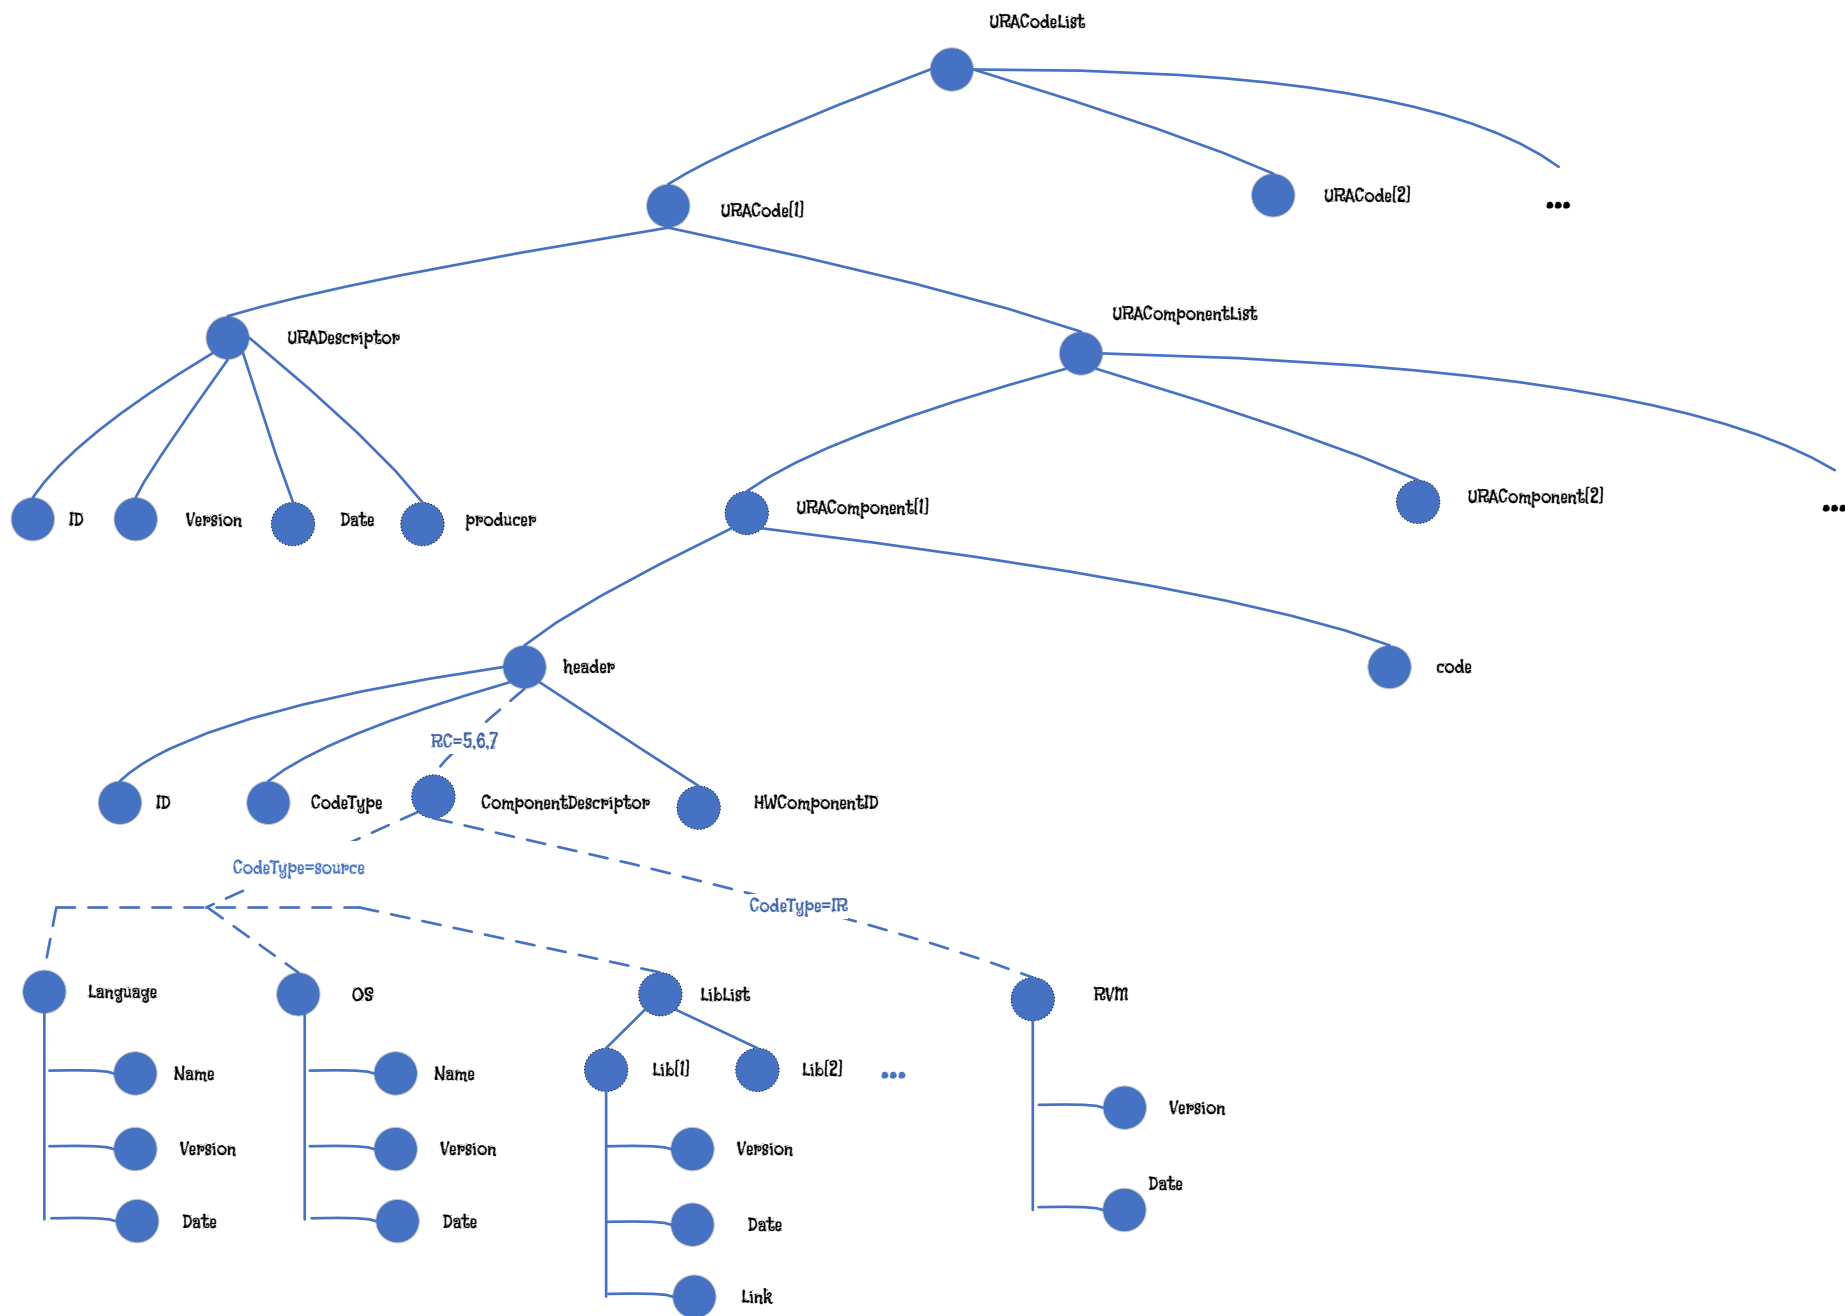 URACodeList
URACode[1]
URACode[2]
...
URADescriptor
URAComponentList
ID
Version
Date
producer
URAComponent[1]
URAComponent[2]
...
header
code
RC=5,6,7
ID
CodeType
ComponentDescriptor
HWComponentID
CodeType=source
CodeType=IR
Language
OS
LibList
RVM
Name
Name
Lib[1]
Lib[2]
...
Version
Version
Version
Version
Date
Date
Date
Date
Link